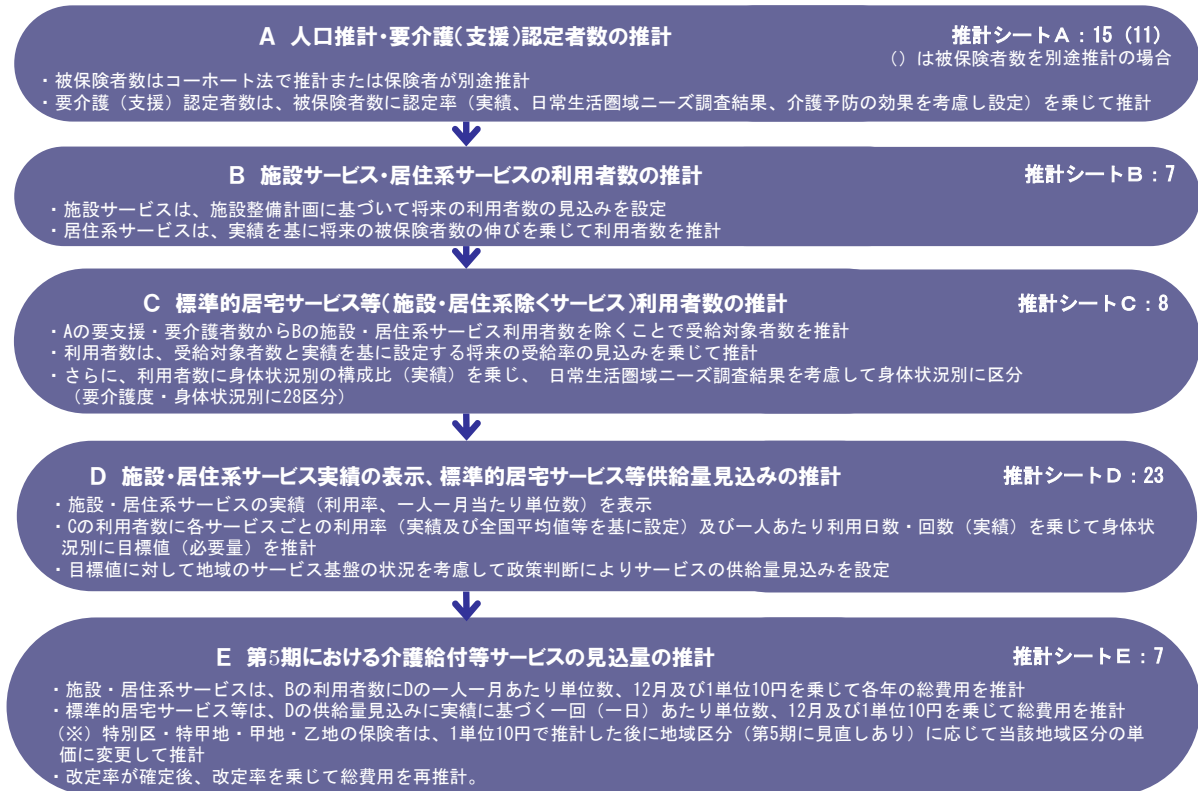 A 人口推計・要介護(支援)認定者数の推計
推計シートA:15(11)
()は被保険者数を別途推計の場合
・被保険者数はコーホート法で推計または保険者が別途推計
・要介護(支援)認定者数は、被保険者数に認定率(実績、日常生活圏域ニーズ調査結果、介護予防の効果を考慮し設定)を乗じて推計
B 施設サービス・居住系サービスの利用者数の推計
推計シートB:7
・施設サービスは、施設整備計画に基づいて将来の利用者数の見込みを設定
・居住系サービスは、実績を基に将来の被保険者数の伸びを乗じて利用者数を推計
C 標準的居宅サービス等(施設・居住系除くサービス)利用者数の推計
推計シートC:8
・Aの要支援・要介護者数からBの施設・居住系サービス利用者数を除くことで受給対象者数を推計
・利用者数は、受給対象者数と実績を基に設定する将来の受給率の見込みを乗じて推計
・さらに、利用者数に身体状況別の構成比(実績)を乗じ、 日常生活圏域ニーズ調査結果を考慮して身体状況別に区分
(要介護度・身体状況別に28区分)
D 施設・居住系サービス実績の表示、標準的居宅サービス等供給量見込みの推計
推計シートD:23
・施設・居住系サービスの実績(利用率、一人一月当たり単位数)を表示
・Cの利用者数に各サービスごとの利用率(実績及び全国平均値等を基に設定)及び一人あたり利用日数・回数(実績)を乗じて身体状
況別に目標値(必要量)を推計
・目標値に対して地域のサービス基盤の状況を考慮して政策判断によりサービスの供給量見込みを設定
E 第5期における介護給付等サービスの見込量の推計
推計シートE:7
・施設・居住系サービスは、Bの利用者数にDの一人一月あたり単位数、12月及び1単位10円を乗じて各年の総費用を推計
・標準的居宅サービス等は、Dの供給量見込みに実績に基づく一回(一日)あたり単位数、12月及び1単位10円を乗じて総費用を推計
(※)特別区・特甲地・甲地・乙地の保険者は、1単位10円で推計した後に地域区分(第5期に見直しあり)に応じて当該地域区分の単
価に変更して推計
・改定率が確定後、改定率を乗じて総費用を再推計。